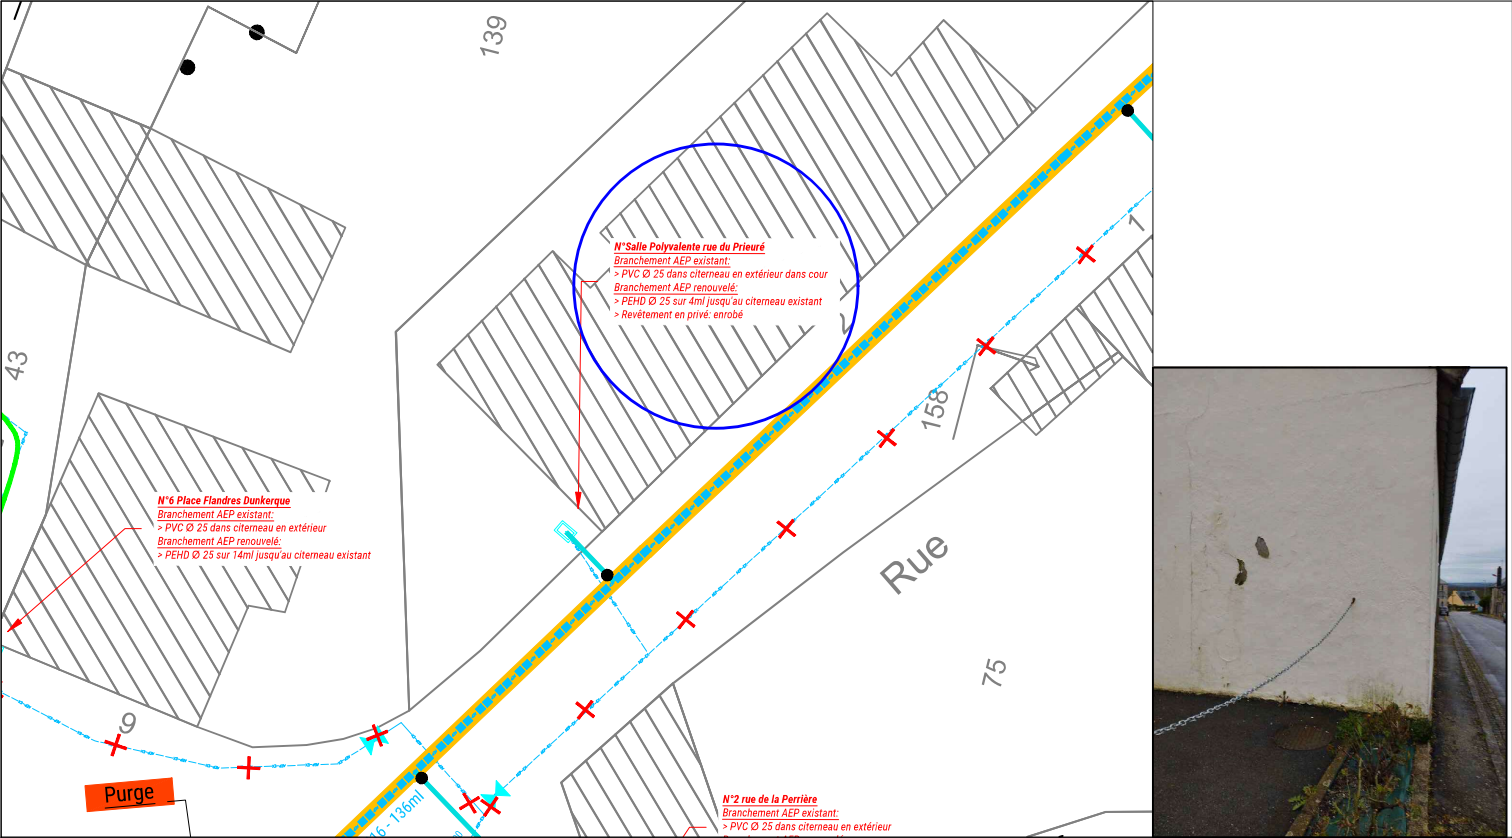 139
N°Salle Polyvalente rue du Prieuré
Branchement AEP existant:
> PVC Ø 25 dans citerneau en extérieur dans cour
Branchement AEP renouvelé:
> PEHD Ø 25 sur 4ml jusqu'au citerneau existant
> Revêtement en privé: enrobé
1
43
158
N°6 Place Flandres Dunkerque
Branchement AEP existant:
> PVC Ø 25 dans citerneau en extérieur
Branchement AEP renouvelé:
> PEHD Ø 25 sur 14ml jusqu'au citerneau existant
Rue
75
9
Purge
16 - 136ml
N°2 rue de la Perrière
Branchement AEP existant:
> PVC Ø 25 dans citerneau en extérieur